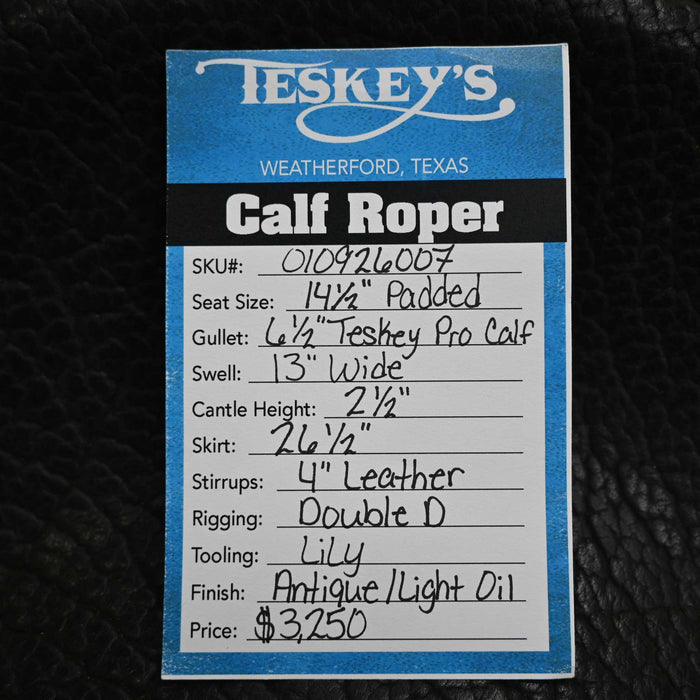 TESKEY'S
WEATHERFORD, TEXAS
Calf Roper
SKU#: 010926007
Seat Size: 14½" Padded
Gullet: 6½" Teskey Pro Calf
Swell: 13" Wide
Cantle Height: 2½"
Skirt: 26½"
Stirrups: 4" Leather
Rigging: Double D
Tooling: Lily
Finish: Antique/Light Oil
Price: $3,250